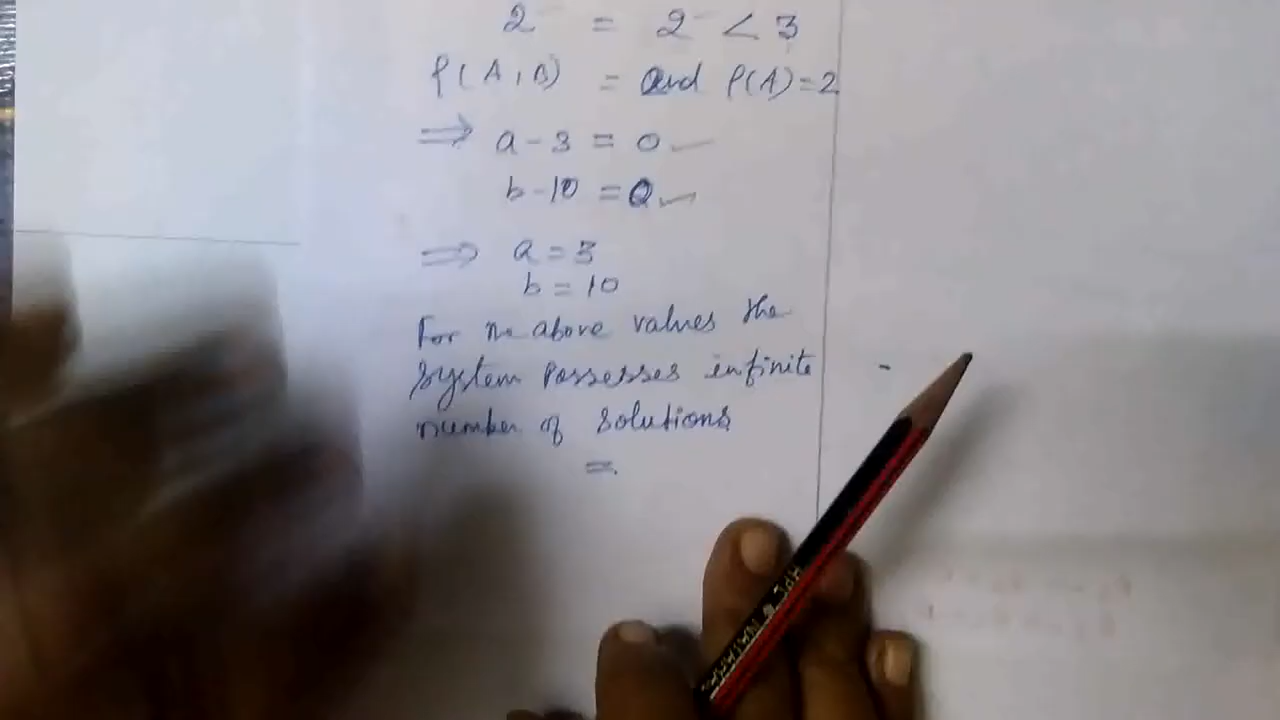 2 = 2 < 3
ρ(A,B) = and ρ(A)=2
⇒ a - 3 = 0
b - 10 = 0
⇒ a = 3
b = 10
For the above values the
system possesses infinite
number of solutions
=
NATARAJ